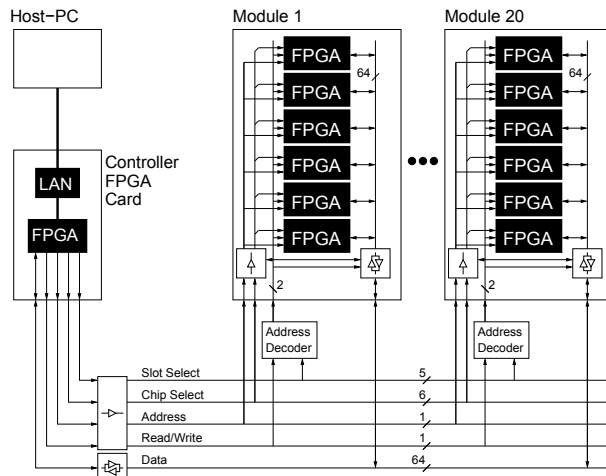 Host–PC
Module 1
Module 20
FPGA
64
FPGA
64
FPGA
FPGA
FPGA
FPGA
Controller
FPGA
Card
LAN
FPGA
FPGA
FPGA
FPGA
FPGA
FPGA
FPGA
2
2
Address
Decoder
Address
Decoder
Slot Select
5
Chip Select
6
Address
1
Read/Write
1
Data
64